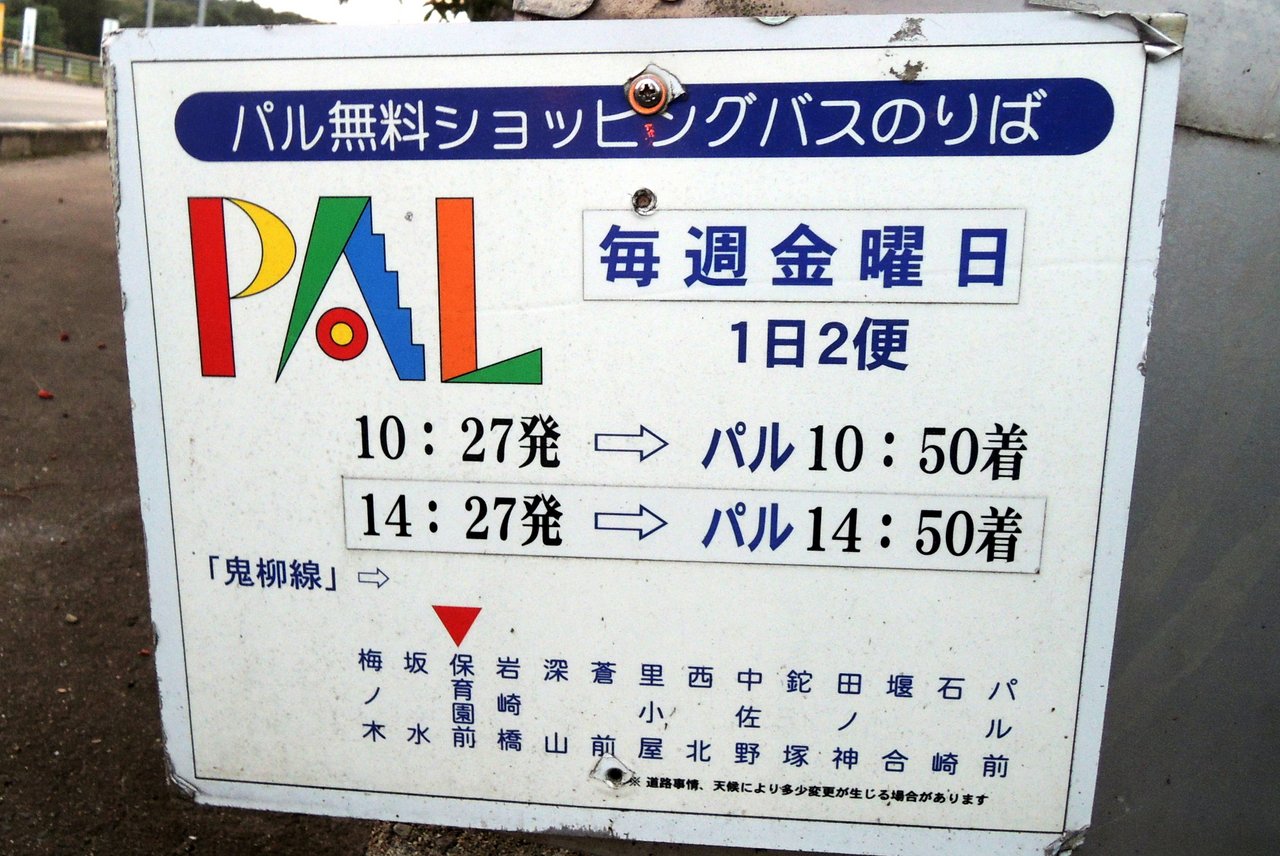 パル無料ショッピングバスのりば
PAL
毎週金曜日
1日2便
10：27発 ⇨ パル10：50着
14：27発 ⇨ パル14：50着
「鬼柳線」⇨
梅ノ木
坂水
保育園前
岩崎橋
深山
蒼前
里小屋
西北
中佐野
鉈塚
田ノ神
堰合
石崎
パル前
※ 道路事情、天候により多少変更が生じる場合があります